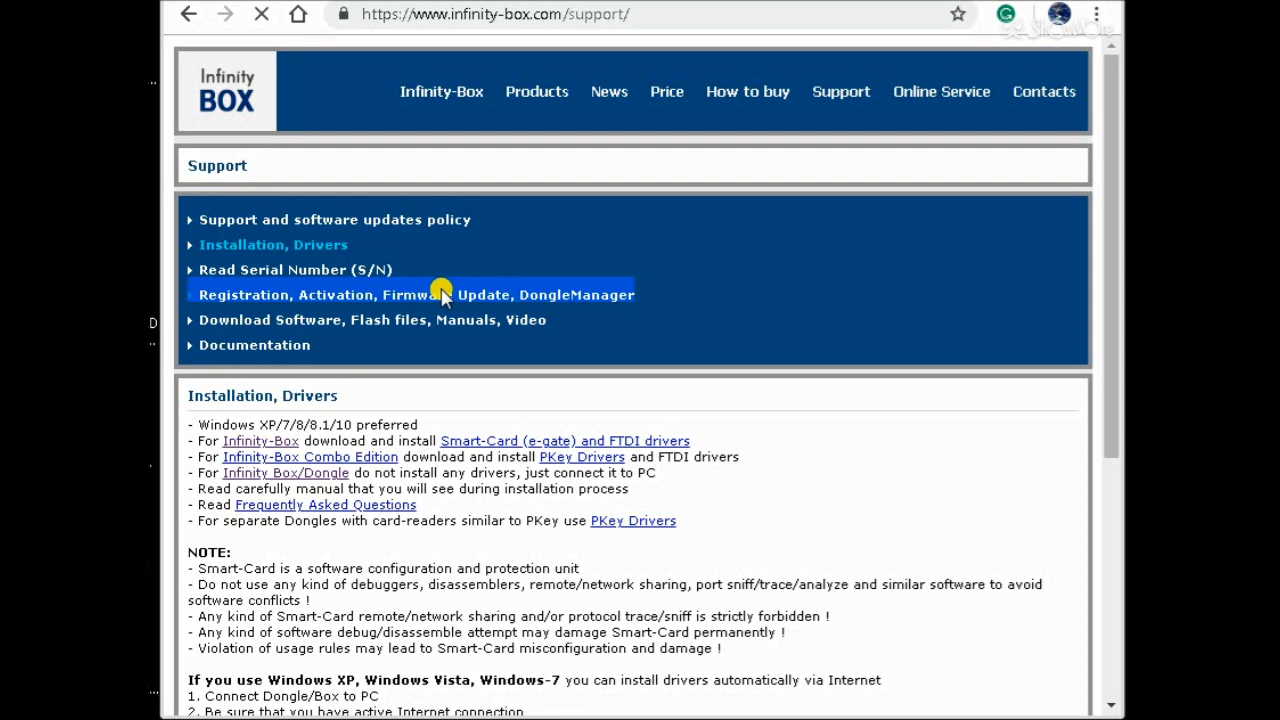 https://www.infinity-box.com/support/
Infinity
BOX
Infinity-Box Products News Price How to buy Support Online Service Contacts
Support
Support and software updates policy
Installation, Drivers
Read Serial Number (S/N)
Registration, Activation, Firmware Update, DongleManager
Download Software, Flash files, Manuals, Video
Documentation
Installation, Drivers
- Windows XP/7/8/8.1/10 preferred
- For Infinity-Box download and install Smart-Card (e-gate) and FTDI drivers
- For Infinity-Box Combo Edition download and install PKey Drivers and FTDI drivers
- For Infinity Box/Dongle do not install any drivers, just connect it to PC
- Read carefully manual that you will see during installation process
- Read Frequently Asked Questions
- For separate Dongles with card-readers similar to PKey use PKey Drivers
NOTE:
- Smart-Card is a software configuration and protection unit
- Do not use any kind of debuggers, disassemblers, remote/network sharing, port sniff/trace/analyze and similar software to avoid
software conflicts !
- Any kind of Smart-Card remote/network sharing and/or protocol trace/sniff is strictly forbidden !
- Any kind of software debug/disassemble attempt may damage Smart-Card permanently !
- Violation of usage rules may lead to Smart-Card misconfiguration and damage !
If you use Windows XP, Windows Vista, Windows-7 you can install drivers automatically via Internet
1. Connect Dongle/Box to PC
2. Be sure that you have active Internet connection